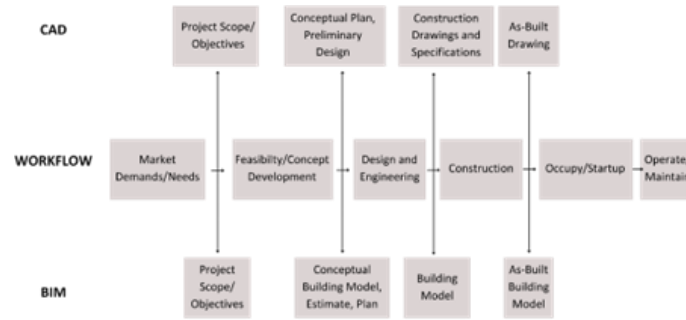 CAD
Project Scope/
Objectives
Conceptual Plan,
Preliminary
Design
Construction
Drawings and
Specifications
As-Built
Drawing
WORKFLOW
Market
Demands/Needs
Feasibilty/Concept
Development
Design and
Engineering
Construction
Occupy/Startup
Operate
Maintai
BIM
Project
Scope/
Objectives
Conceptual
Building Model,
Estimate, Plan
Building
Model
As-Built
Building
Model